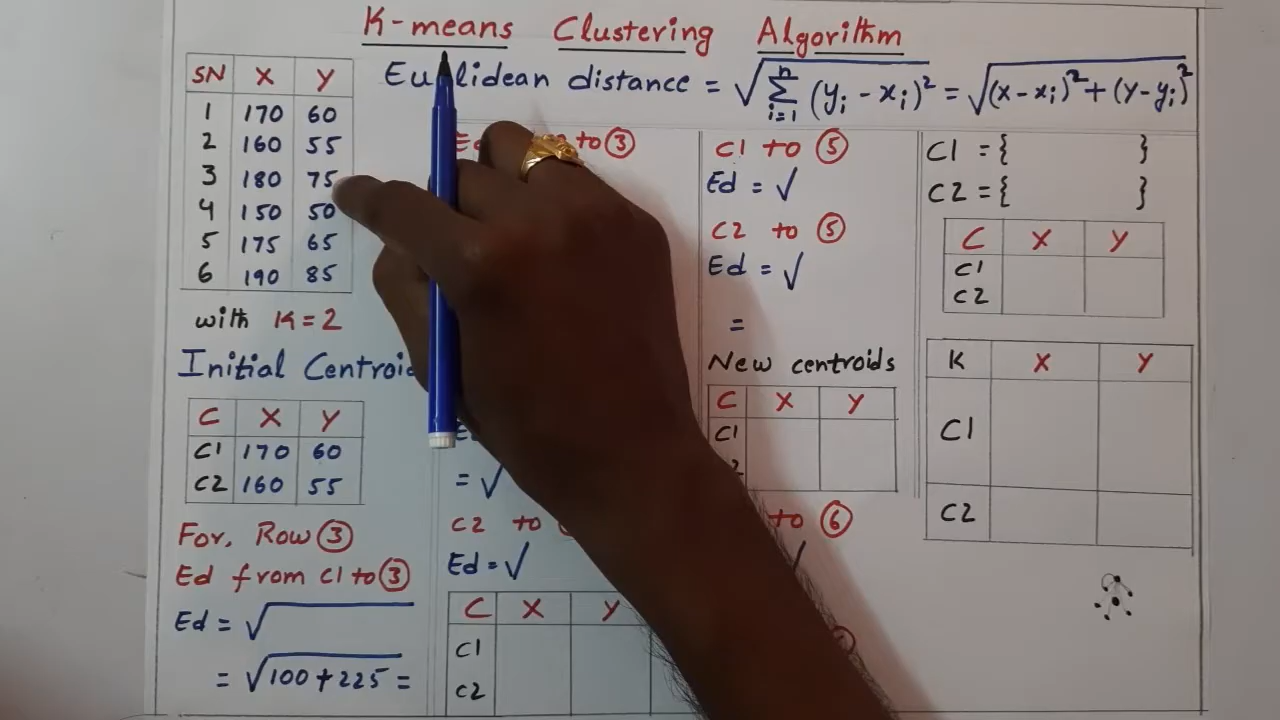 K-means Clustering Algorithm
SN X Y
1 170 60
2 160 55
3 180 75
4 150 50
5 175 65
6 190 85
with K=2
Initial
C X Y
C1 170 60
C2 160 55
For, Row ③
Ed from C1 to ③
Ed = √
= √100+225 =
distance = √∑ i=1 n (yi - xi)² = √(x-xi)²+(y-yi)²
to ③
= √
C2 to
Ed = √
C X Y
C1
C2
C1 to ⑤
Ed = √
C2 to ⑤
Ed = √
=
New centroids
C X Y
C1
to ⑥
√
C1 = { }
C2 = { }
C X Y
C1
C2
K X Y
C1
C2